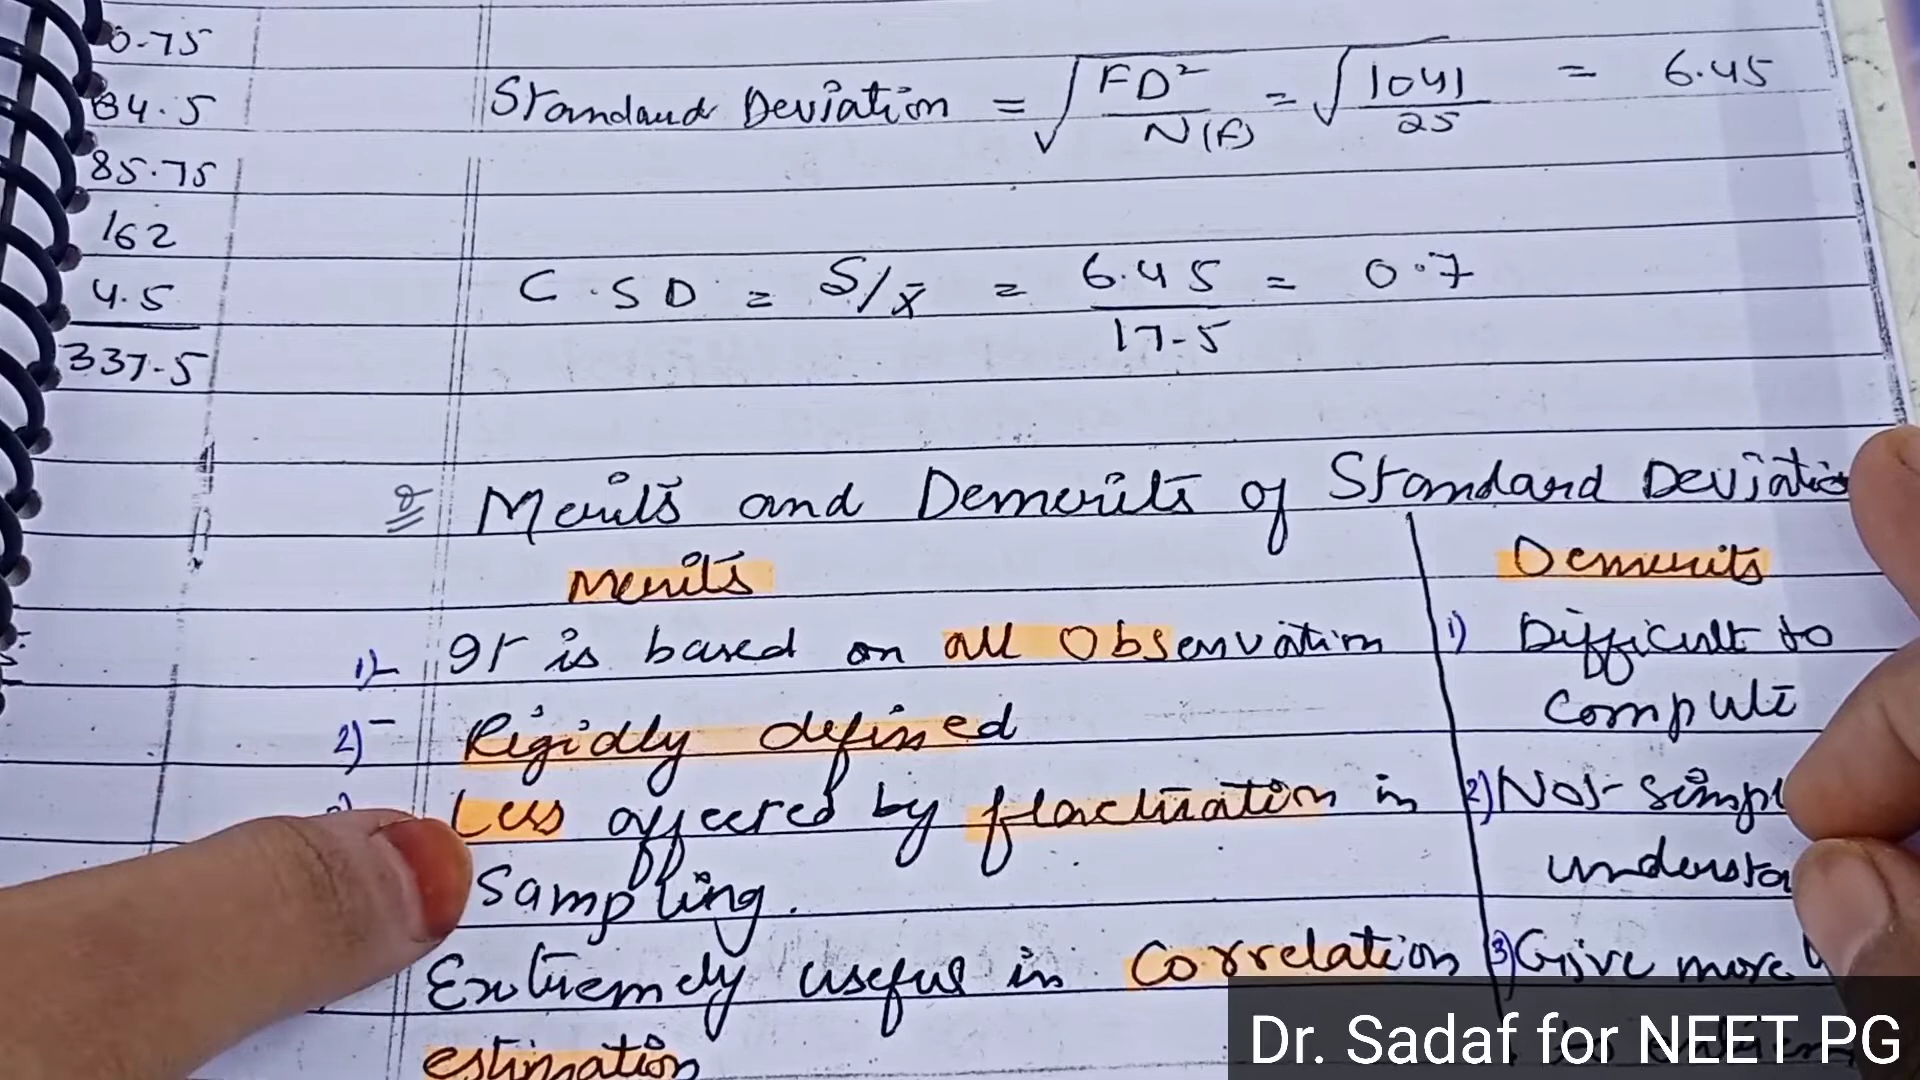 0.75
84.5
85.75
162
4.5
337.5
Standard Deviation = √ FD² / N(F) = √ 1041 / 25 = 6.45
C.SD = S/x̄ = 6.45 / 17.5 = 0.7
Merits and Demerits of Standard Deviatio
Merits
1)- It is based on all Observation
2)- Rigidly defined
Less affected by flactuation in
Sampling.
Extremely useful in Correlation
estimation
Demerits
1) Difficult to
Compute
2) Not simpl
understa
3) Give more
Dr. Sadaf for NEET PG